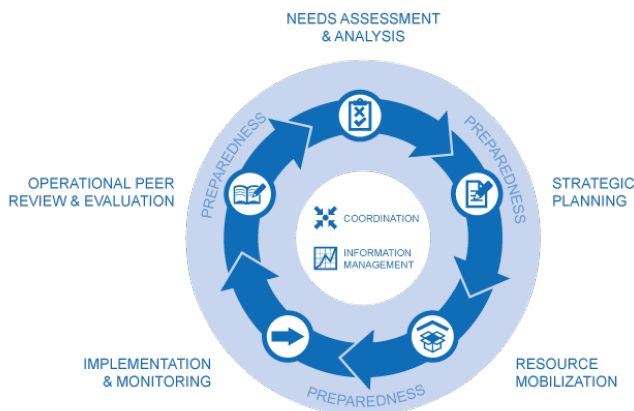 NEEDS ASSESSMENT
& ANALYSIS
PREPAREDNESS
PREPAREDNESS
OPERATIONAL PEER
REVIEW & EVALUATION
STRATEGIC
PLANNING
COORDINATION
INFORMATION
MANAGEMENT
IMPLEMENTATION
& MONITORING
RESOURCE
MOBILIZATION
PREPAREDNESS